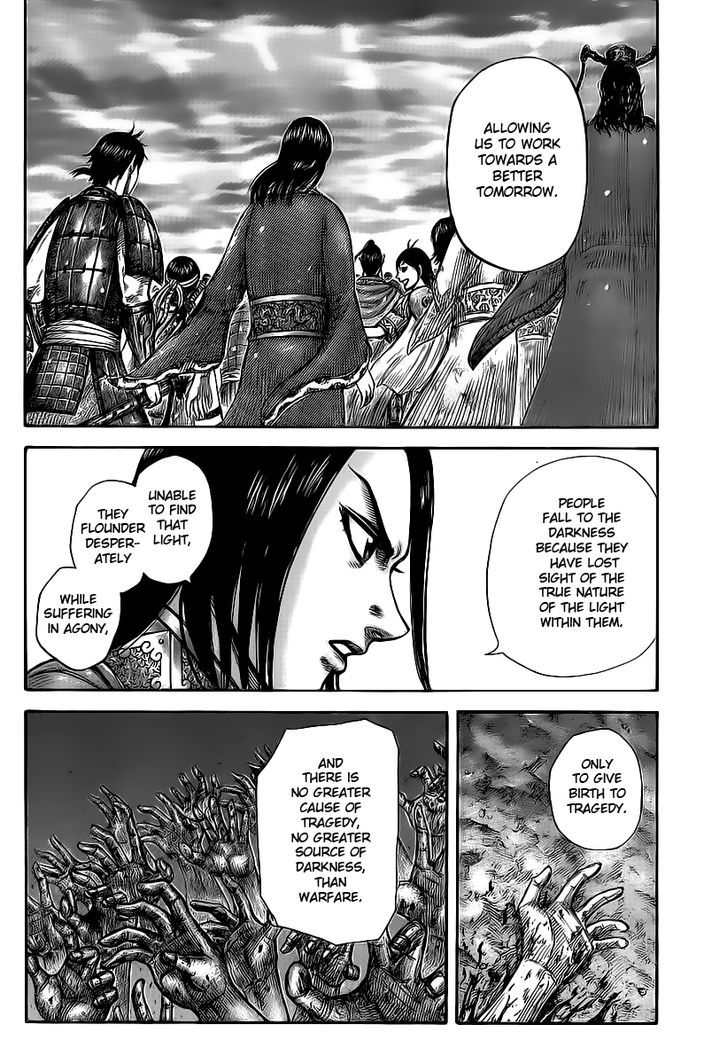 ALLOWING
US TO WORK
TOWARDS A
BETTER
TOMORROW.
PEOPLE
FALL TO THE
DARKNESS
BECAUSE THEY
HAVE LOST
SIGHT OF THE
TRUE NATURE
OF THE LIGHT
WITHIN THEM.
UNABLE
TO FIND
THAT
LIGHT,
THEY
FLOUNDER
DESPER-
ATELY
WHILE
SUFFERING
IN AGONY,
ONLY
TO GIVE
BIRTH TO
TRAGEDY.
AND
THERE IS
NO GREATER
CAUSE OF
TRAGEDY,
NO GREATER
SOURCE OF
DARKNESS,
THAN
WARFARE.